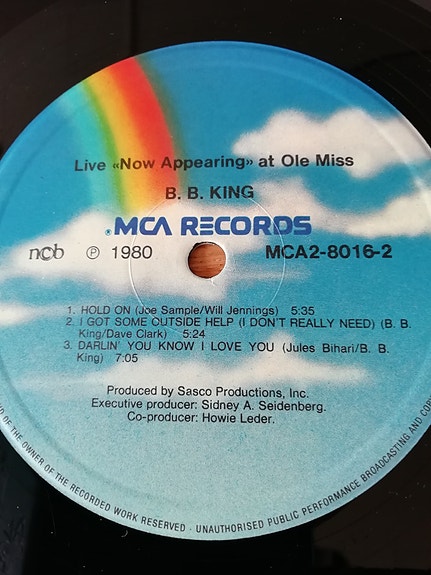 Live «Now Appearing» at Ole Miss
B. B. KING
®MCA RECORDS
ncb ℗ 1980 MCA2-8016-2
1. HOLD ON (Joe Sample/Will Jennings) 5:35
2. I GOT SOME OUTSIDE HELP (I DON'T REALLY NEED) (B. B.
King/Dave Clark) 5:24
3. DARLIN' YOU KNOW I LOVE YOU (Jules Bihari/B. B.
King) 7:05
Produced by Sasco Productions, Inc.
Executive producer: Sidney A. Seidenberg.
Co-producer: Howie Leder.
OF THE OWNER OF THE RECORDED WORK RESERVED · UNAUTHORISED PUBLIC PERFORMANCE BROADCASTING AND